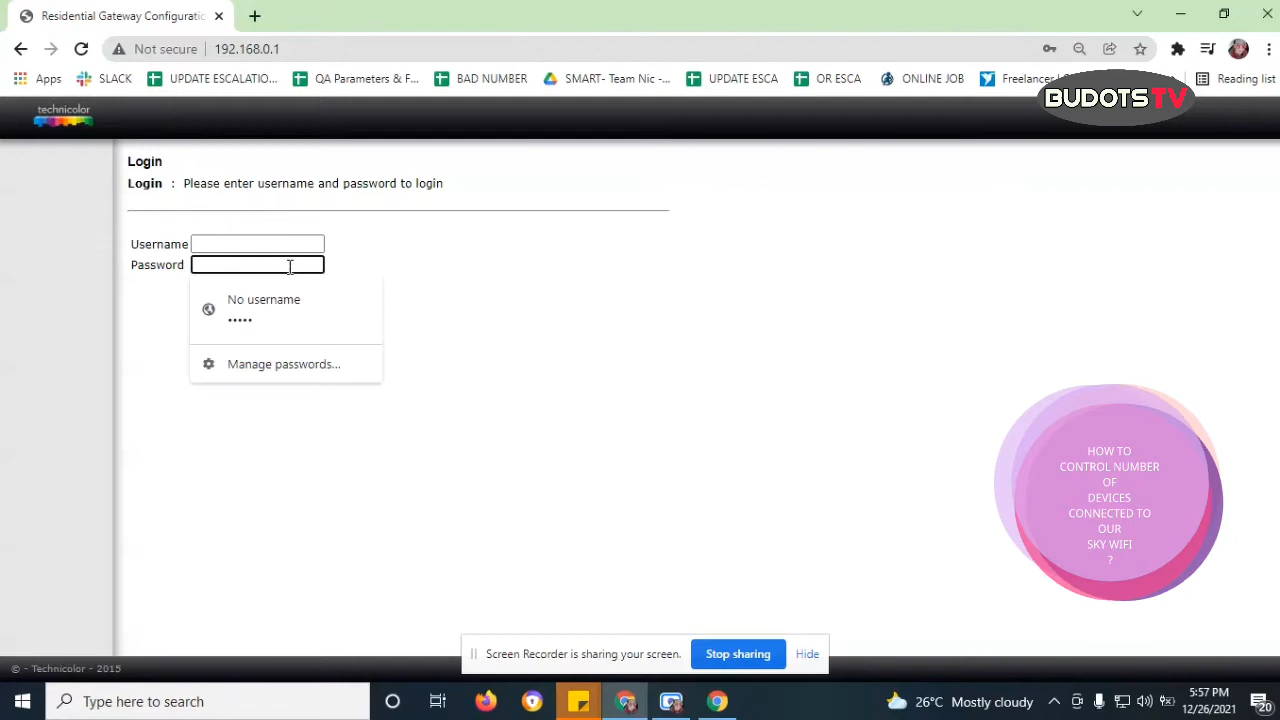 Residential Gateway Configuratic
Not secure
192.168.0.1
Apps
SLACK
UPDATE ESCALATIO...
QA Parameters & F...
BAD NUMBER
SMART- Team Nic -...
UPDATE ESCA
OR ESCA
ONLINE JOB
Freelancer
Reading list
BUDOTSTV
technicolor
Login
Login : Please enter username and password to login
Username
Password
No username
•••••
Manage passwords...
HOW TO
CONTROL NUMBER
OF
DEVICES
CONNECTED TO
OUR
SKY WIFI
?
Screen Recorder is sharing your screen.
Stop sharing
Hide
© - Technicolor - 2015
Type here to search
26°C Mostly cloudy
5:57 PM
12/26/2021
20